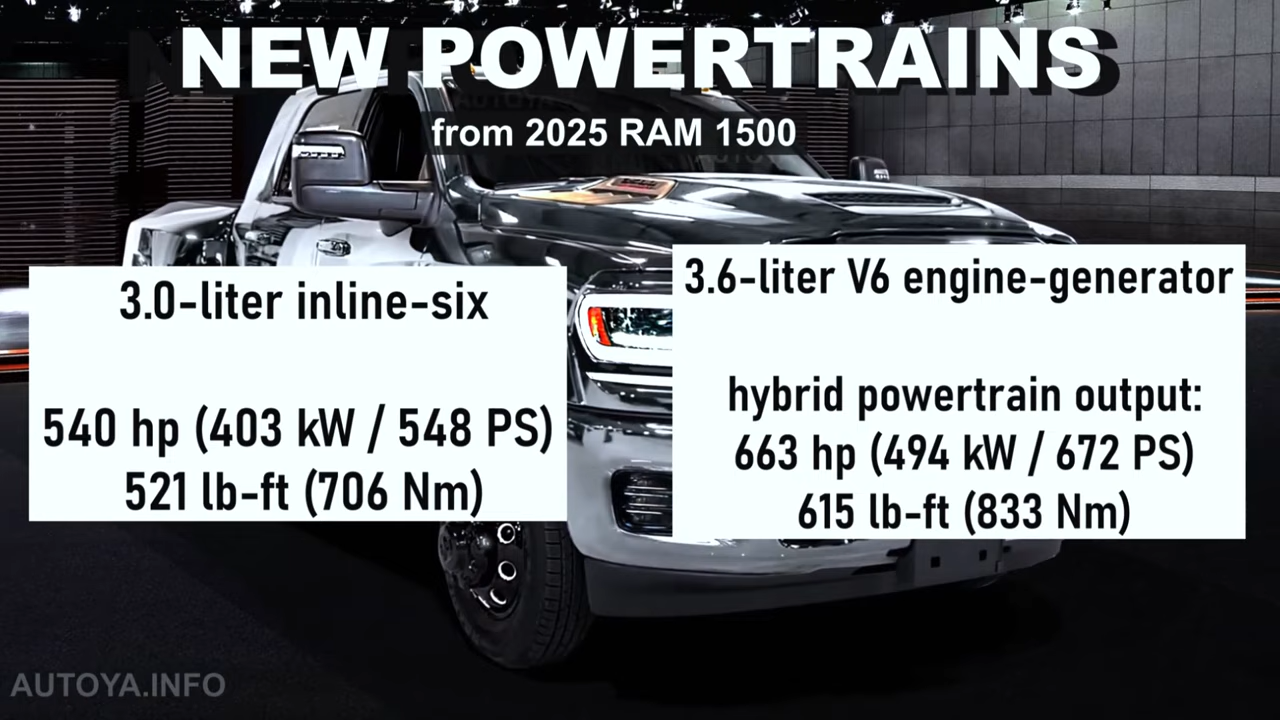 NEW POWERTRAINS
from 2025 RAM 1500
3.0-liter inline-six
540 hp (403 kW / 548 PS)
521 lb-ft (706 Nm)
3.6-liter V6 engine-generator
hybrid powertrain output:
663 hp (494 kW / 672 PS)
615 lb-ft (833 Nm)
AUTOYA.INFO